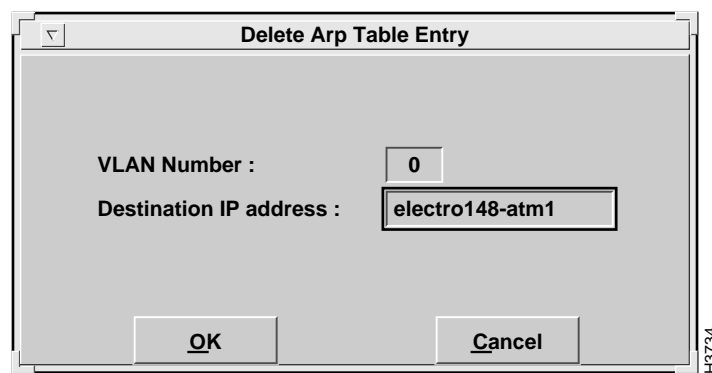 Delete Arp Table Entry
VLAN Number : 0
Destination IP address : electro148-atm1
OK Cancel
H3734